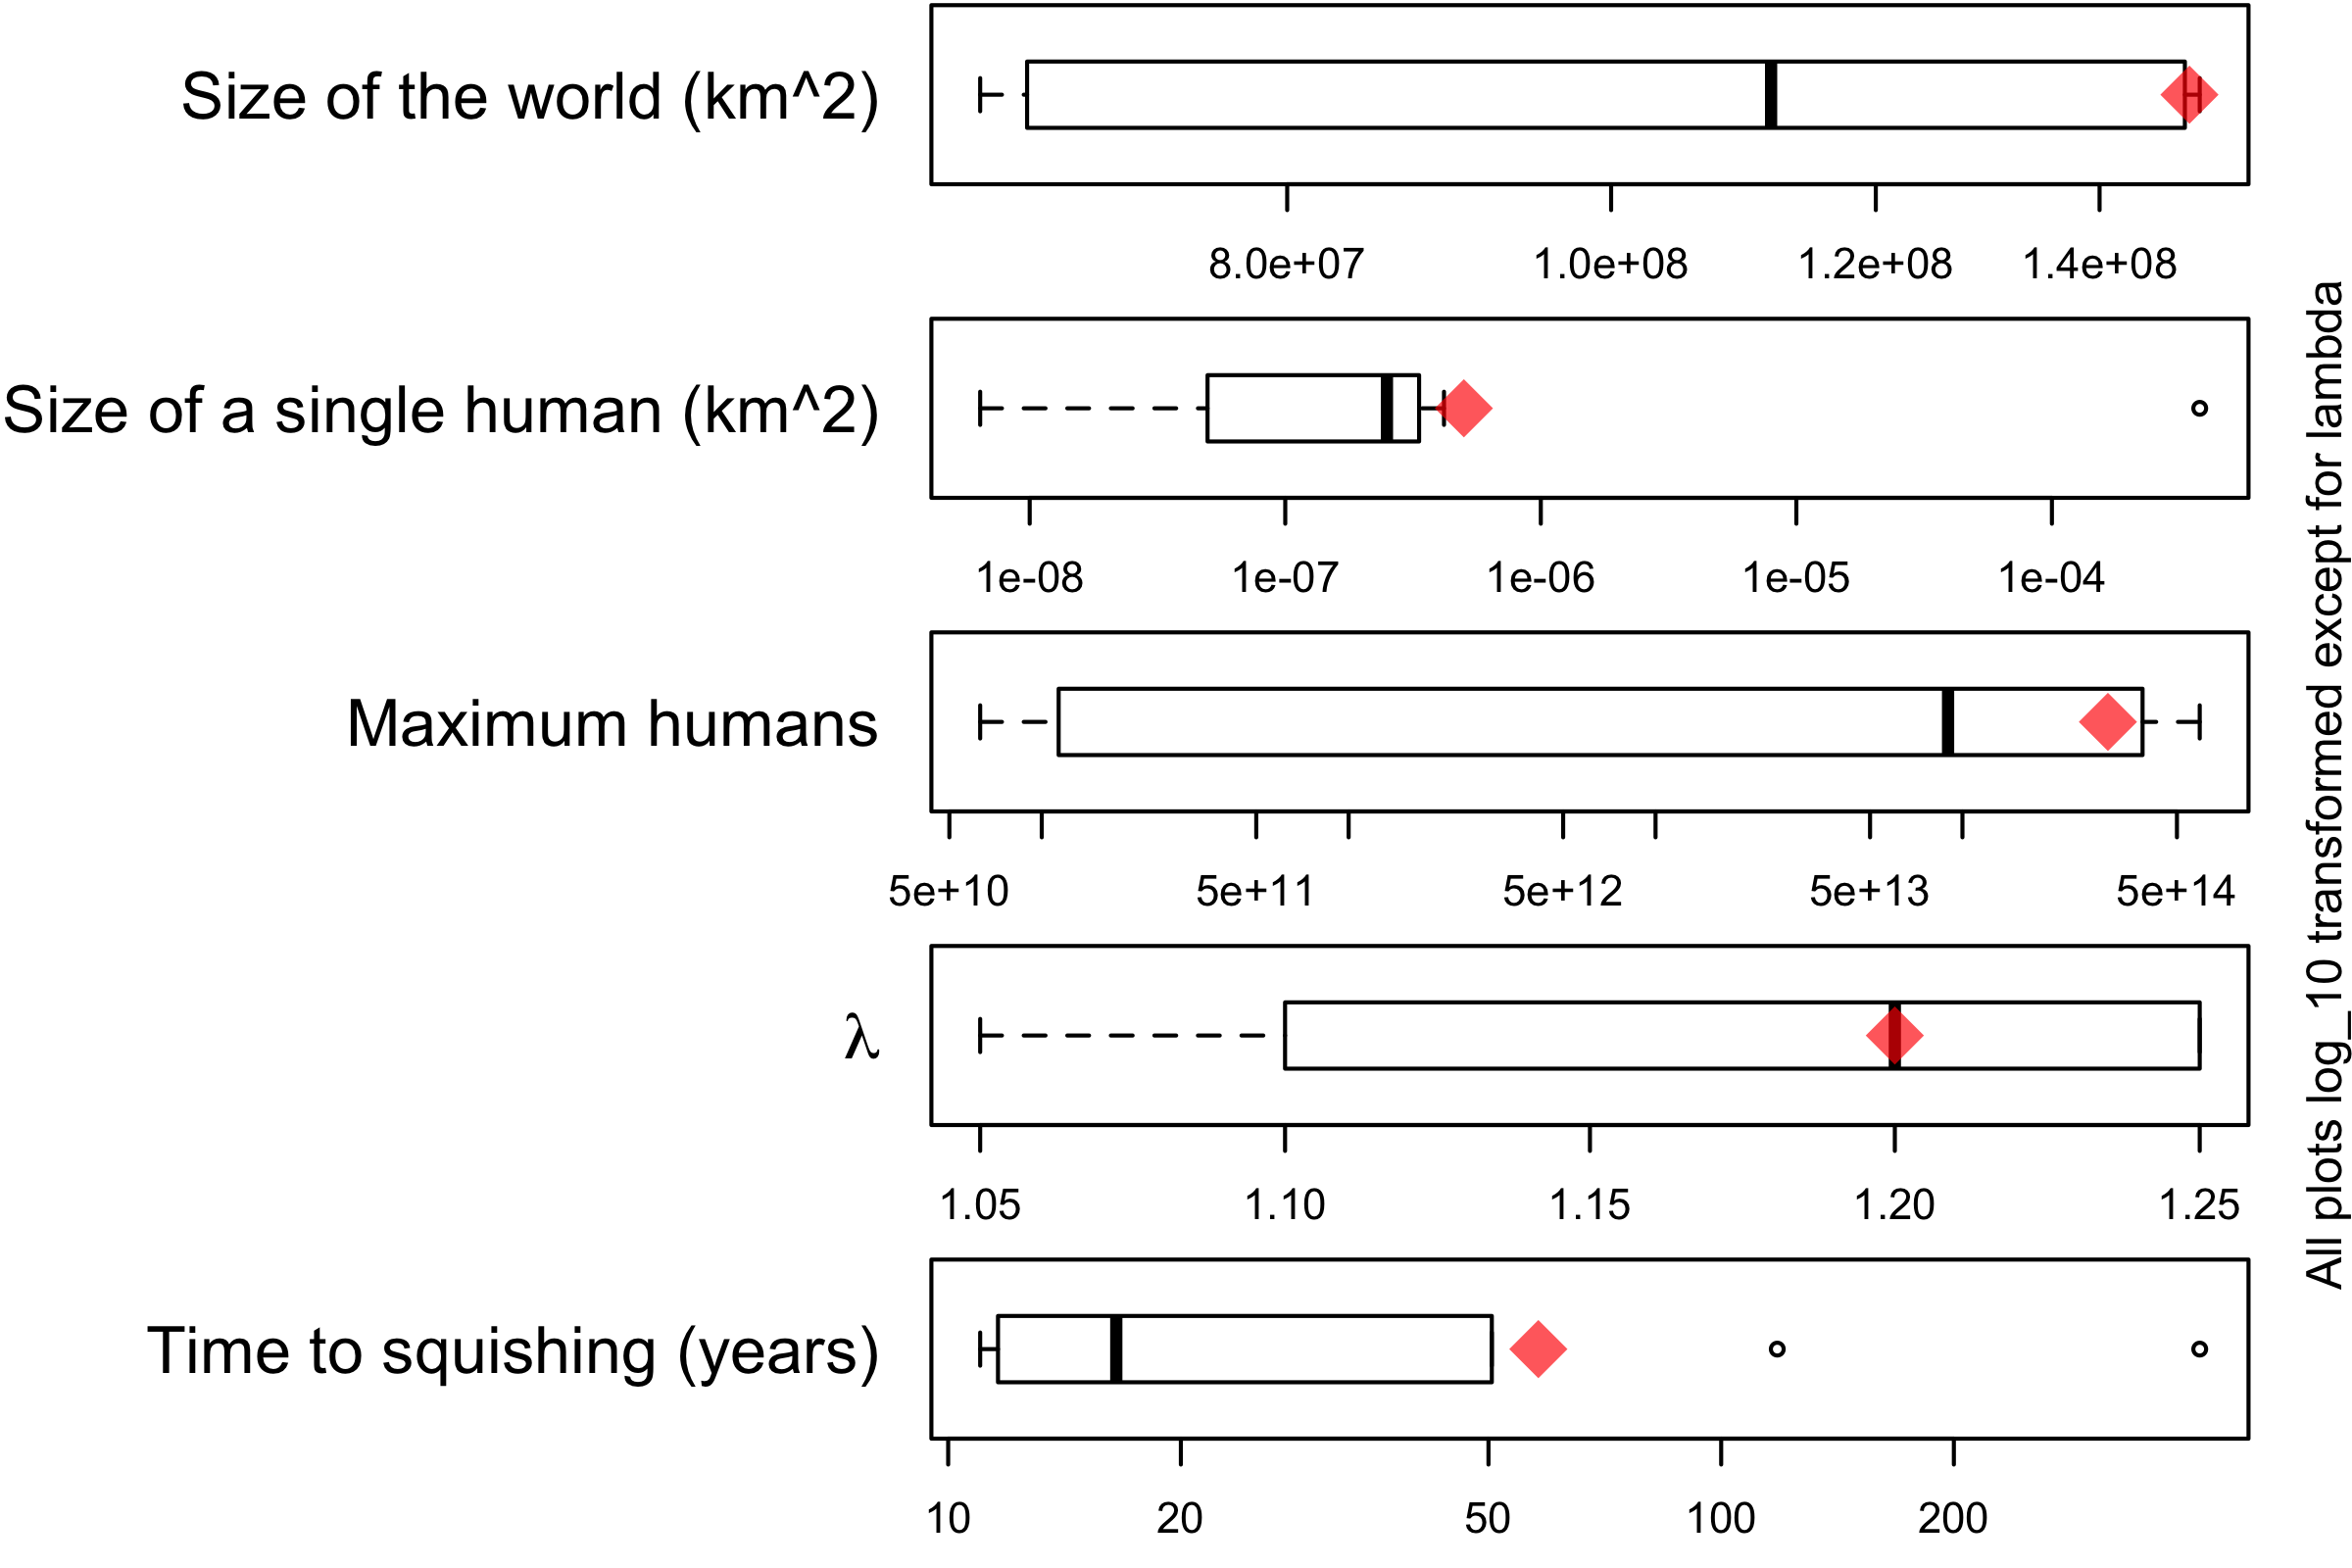 Size of the world (km^2)
8.0e+07 1.0e+08 1.2e+08 1.4e+08
Size of a single human (km^2)
1e-08 1e-07 1e-06 1e-05 1e-04
Maximum humans
5e+10 5e+11 5e+12 5e+13 5e+14
λ
1.05 1.10 1.15 1.20 1.25
Time to squishing (years)
10 20 50 100 200
All plots log_10 transformed except for lambda